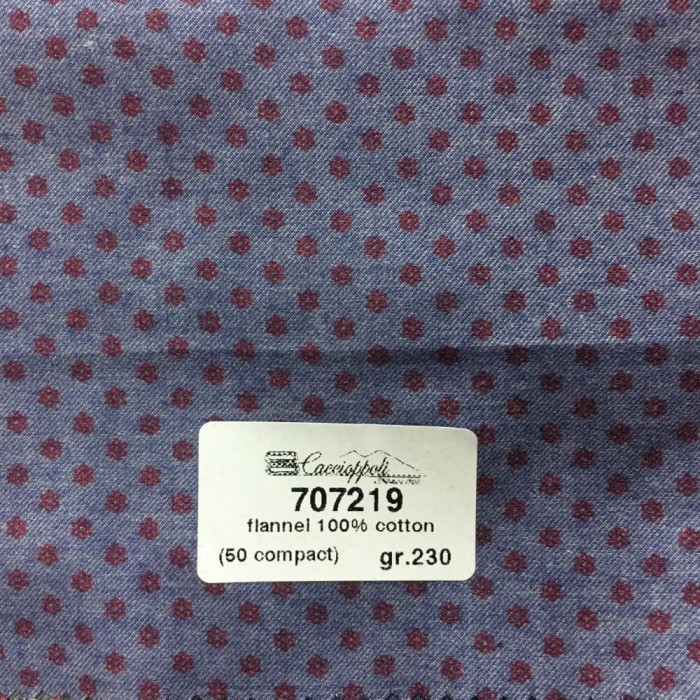 Caccioppoli
707219
flannel 100% cotton
(50 compact) gr.230